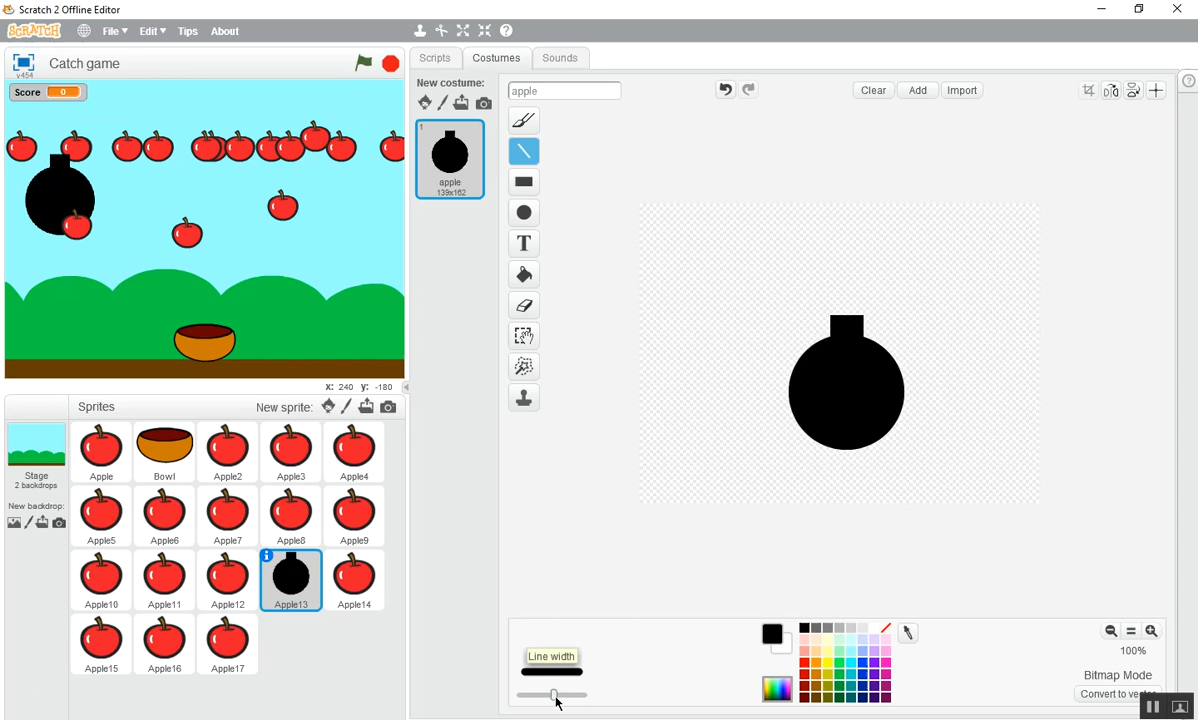 Scratch 2 Offline Editor
SCRATCH File Edit Tips About
v454
Catch game
Score 0
x: 240 y: -180
Sprites New sprite:
Stage
2 backdrops
New backdrop:
Apple Bowl Apple2 Apple3 Apple4
Apple5 Apple6 Apple7 Apple8 Apple9
Apple10 Apple11 Apple12 Apple13 Apple14
Apple15 Apple16 Apple17
Scripts Costumes Sounds
New costume:
1
apple
139x162
apple
Clear Add Import
T
Line width
100%
Bitmap Mode